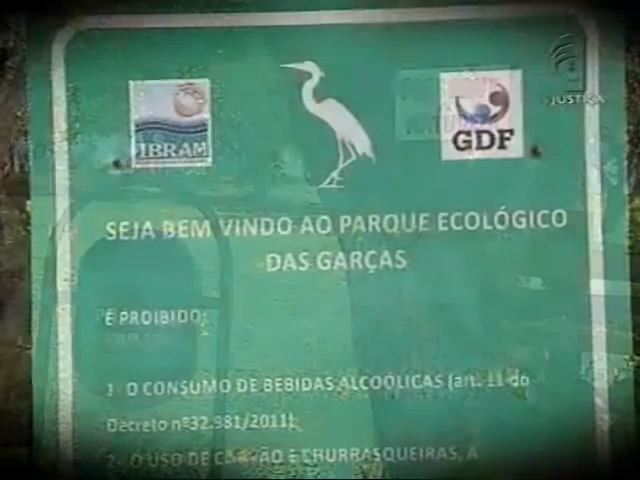 JUSTIÇA
IBRAM
GDF
SEJA BEM VINDO AO PARQUE ECOLÓGICO
DAS GARÇAS
É PROIBIDO:
1- O CONSUMO DE BEBIDAS ALCOÓLICAS (art. 11 do
Decreto nº32.981/2011);
2- O USO DE CARVÃO E CHURRASQUEIRAS, A